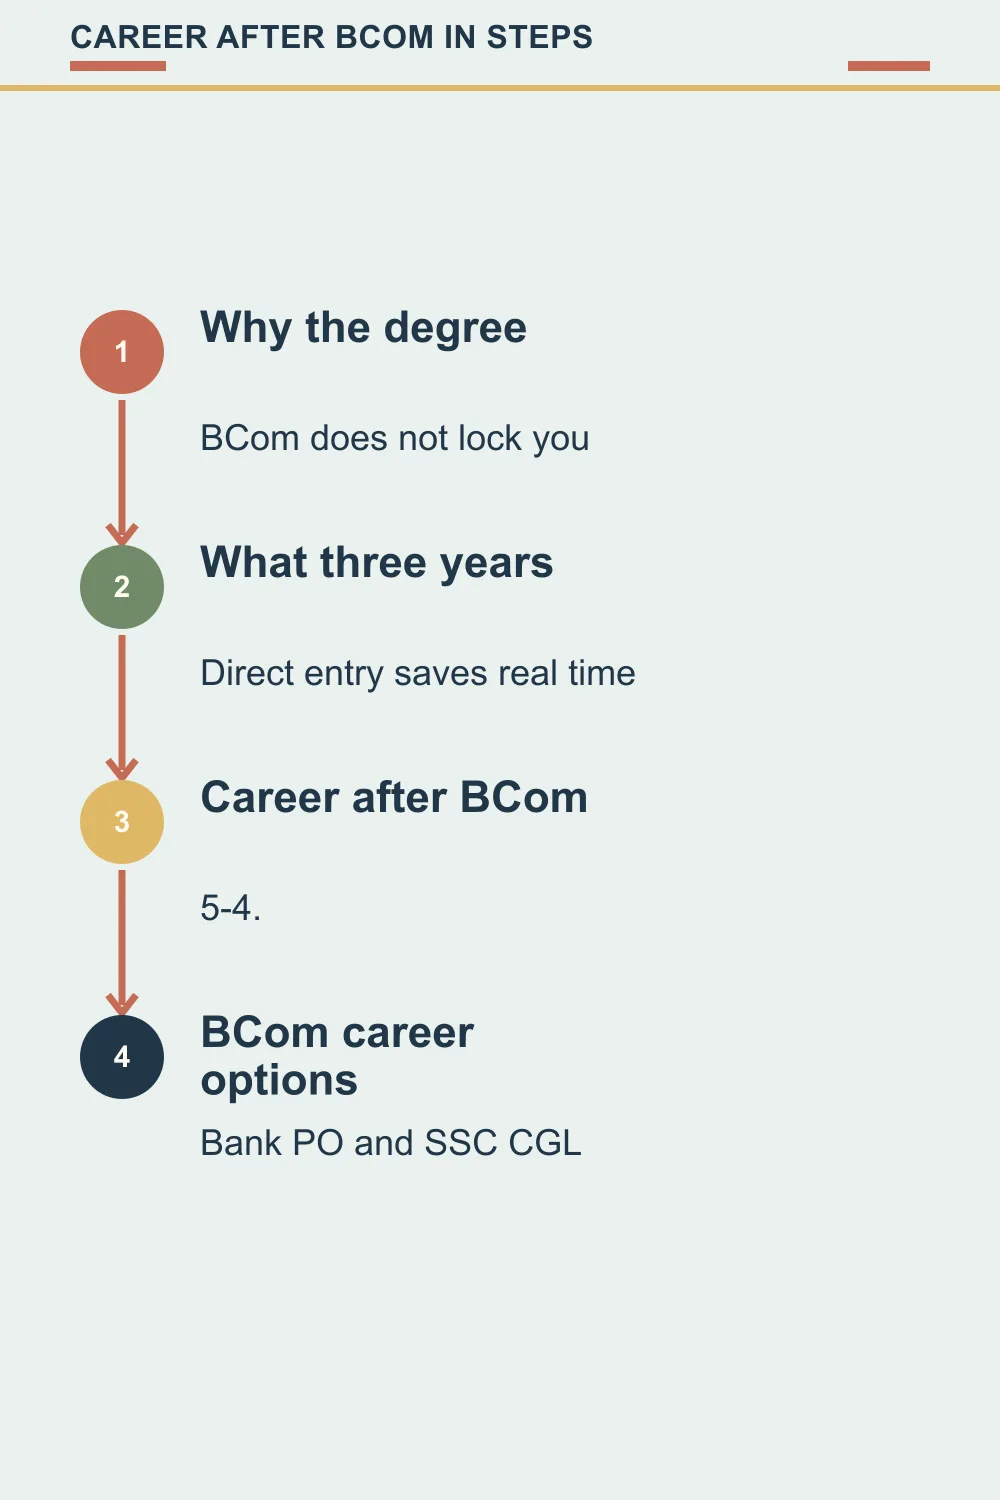 CAREER AFTER BCOM IN STEPS
1
Why the degree
BCom does not lock you
2
What three years
Direct entry saves real time
3
Career after BCom
5-4.
4
BCom career
options
Bank PO and SSC CGL